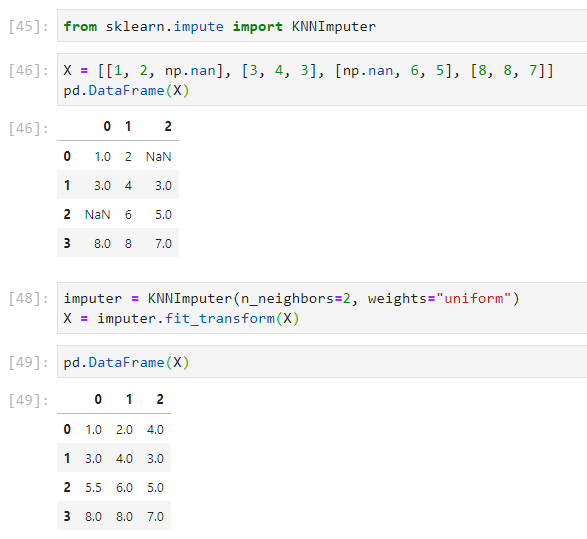 [45]: from sklearn.impute import KNNImputer
[46]: X = [[1, 2, np.nan], [3, 4, 3], [np.nan, 6, 5], [8, 8, 7]]
pd.DataFrame(X)
[46]:
0 1 2
0 1.0 2 NaN
1 3.0 4 3.0
2 NaN 6 5.0
3 8.0 8 7.0
[48]: imputer = KNNImputer(n_neighbors=2, weights="uniform")
X = imputer.fit_transform(X)
[49]: pd.DataFrame(X)
[49]:
0 1 2
0 1.0 2.0 4.0
1 3.0 4.0 3.0
2 5.5 6.0 5.0
3 8.0 8.0 7.0